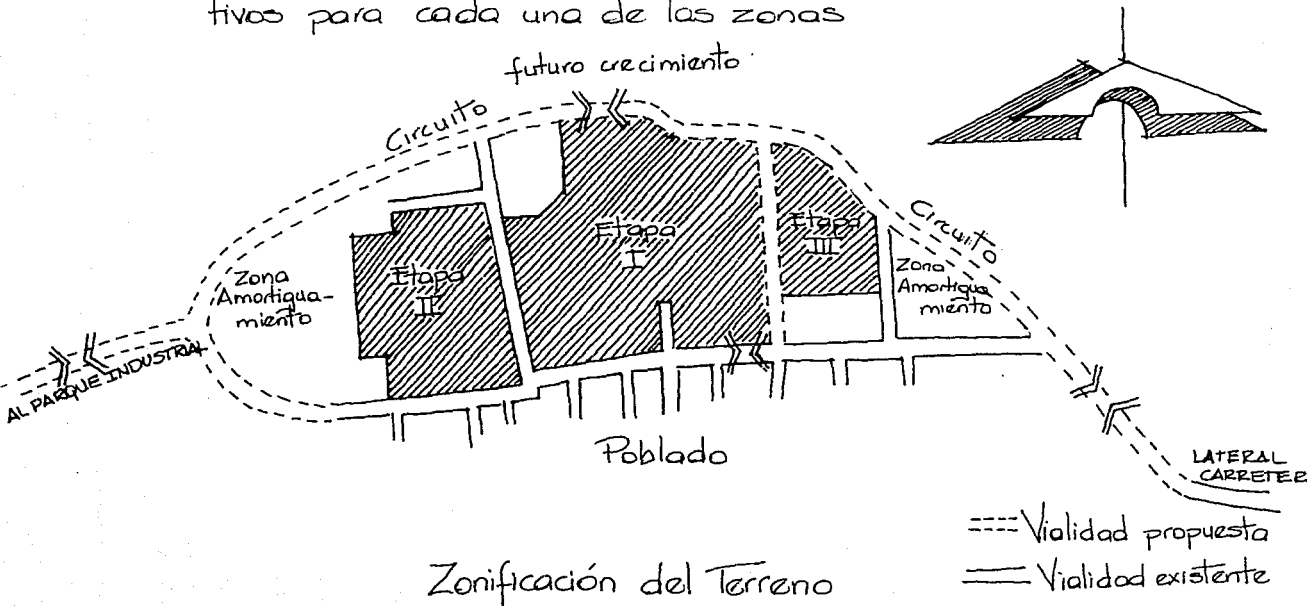 tivos para cada una de las zonas
futuro crecimiento
Circuito
Circuito
Etapa
I
Etapa
III
Etapa
II
Zona
Amortigua-
miento
Zona
Amortigua
miento
AL PARQUE INDUSTRIAL
Poblado
LATERAL
CARRETER
Vialidad propuesta
Vialidad existente
Zonificación del Terreno